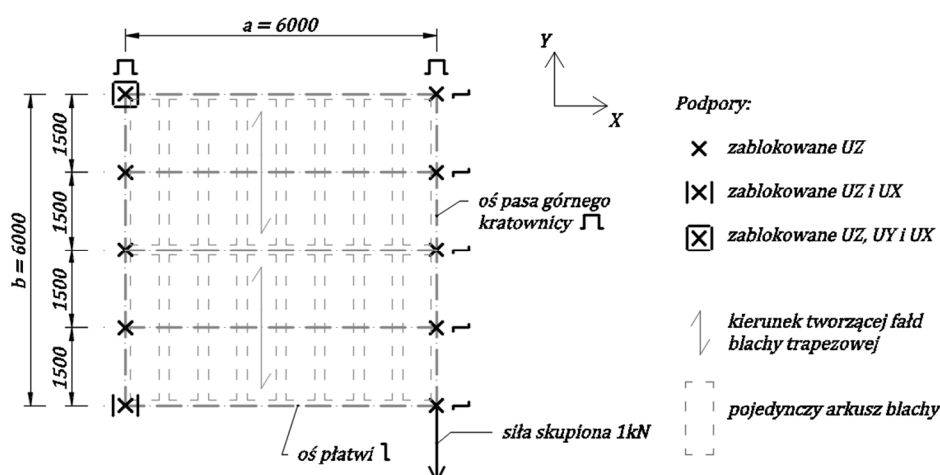 a = 6000
Y
X
b = 6000
1500
1500
1500
1500
oś pasa górnego
kratownicy
siła skupiona 1kN
oś płatwi
Podpory:
zablokowane UZ
zablokowane UZ i UX
zablokowane UZ, UY i UX
kierunek tworzącej fałd
blachy trapezowej
pojedynczy arkusz blachy